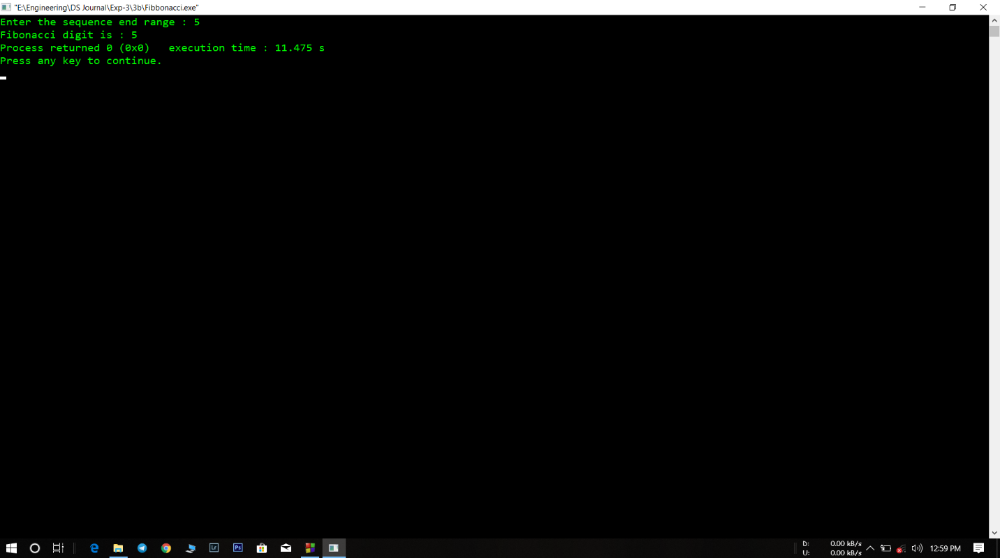 "E:\Engineering\DS Journal\Exp-3\3b\Fibbonacci.exe"
Enter the sequence end range : 5
Fibonacci digit is : 5
Process returned 0 (0x0)   execution time : 11.475 s
Press any key to continue.
Lr
Ps
D: 0.00 kB/s
U: 0.00 kB/s
12:59 PM